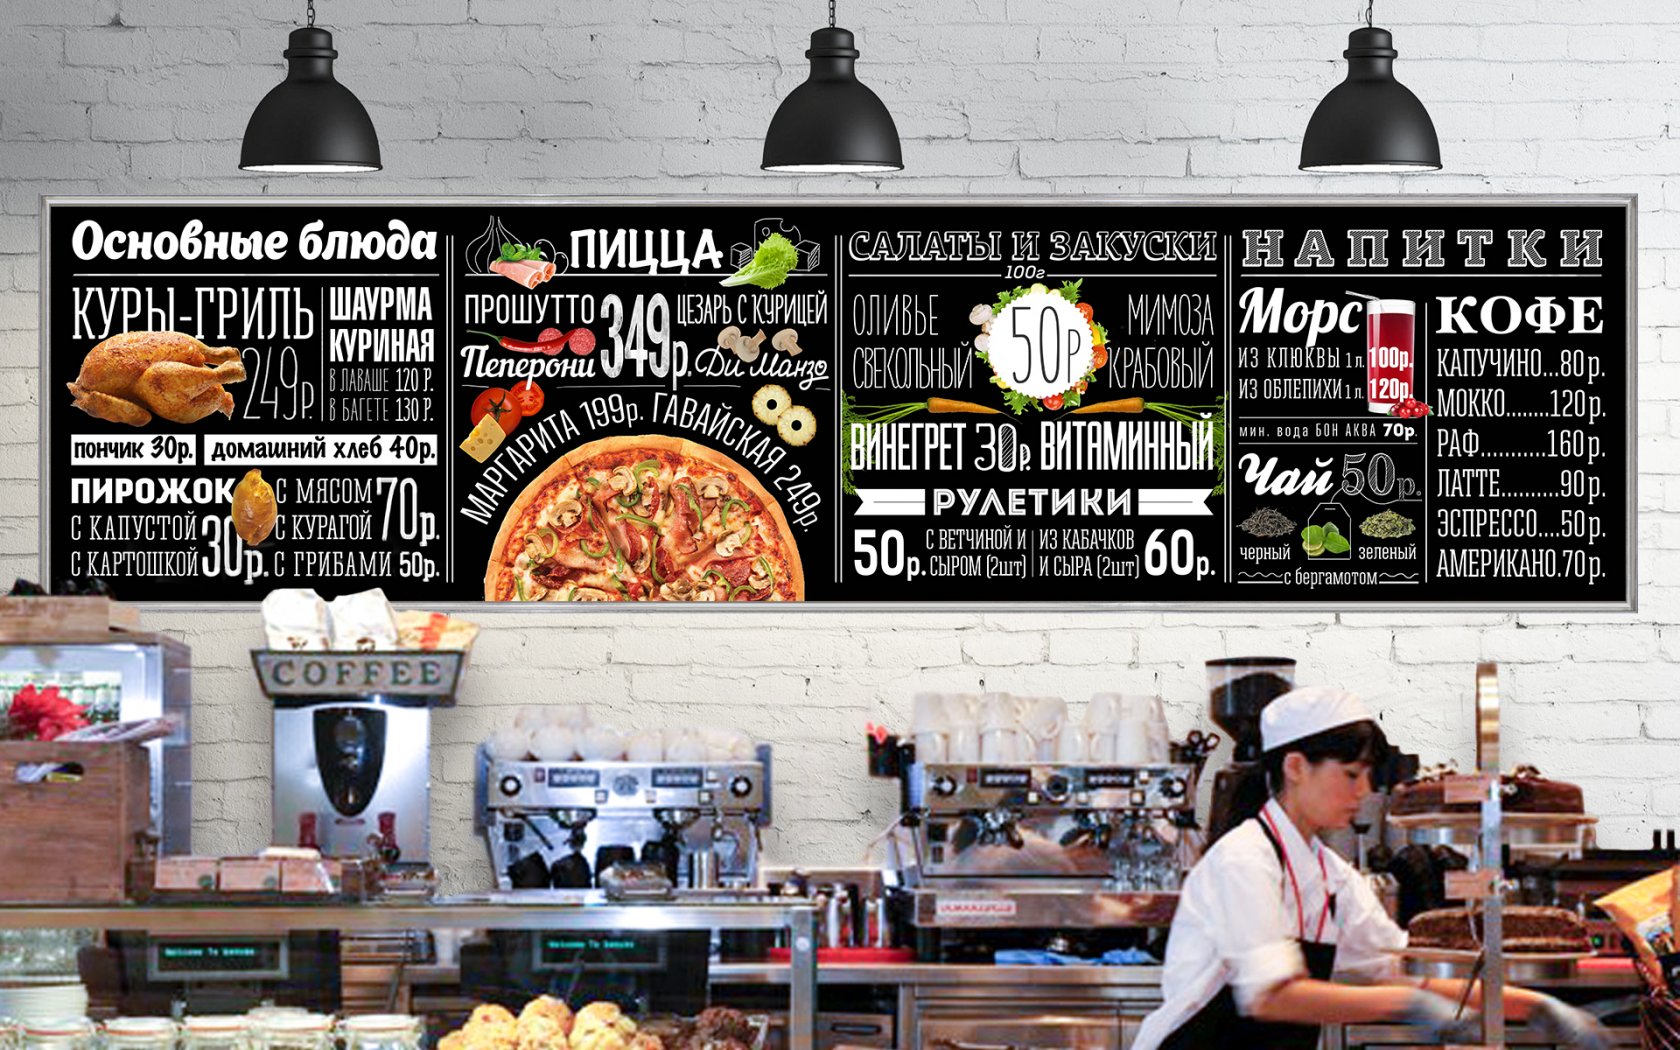 Основные блюда
КУРЫ-ГРИЛЬ
249р.
ШАУРМА
КУРИНАЯ
В ЛАВАШЕ 120 Р.
В БАГЕТЕ 130 Р.
ПОНЧИК 30р.
домашний хлеб 40р.
ПИРОЖОК
С КАПУСТОЙ
С КАРТОШКОЙ
30р.
С МЯСОМ
С КУРАГОЙ
70р.
С ГРИБАМИ 50р.
ПИЦЦА
ПРОШУТТО
Пеперони
349р.
ЦЕЗАРЬ С КУРИЦЕЙ
Ди Манзо
МАРГАРИТА 199р. ГАВАЙСКАЯ 249р.
САЛАТЫ И ЗАКУСКИ
100г
ОЛИВЬЕ
СВЕКОЛЬНЫЙ
50Р
МИМОЗА
КРАБОВЫЙ
ВИНЕГРЕТ 30р. ВИТАМИННЫЙ
РУЛЕТИКИ
50р.
С ВЕТЧИНОЙ И
СЫРОМ (2шт)
ИЗ КАБАЧКОВ
И СЫРА (2шт)
60р.
НАПИТКИ
Морс
ИЗ КЛЮКВЫ 1 л. 100р.
ИЗ ОБЛЕПИХИ 1 л. 120р.
мин. вода БОН АКВА 70р.
Чай 50р.
черный
зеленый
с бергамотом
КОФЕ
КАПУЧИНО...80р.
МОККО........120р.
РАФ............160р.
ЛАТТЕ..........90р.
ЭСПРЕССО....50р.
АМЕРИКАНО.70р.
COFFEE